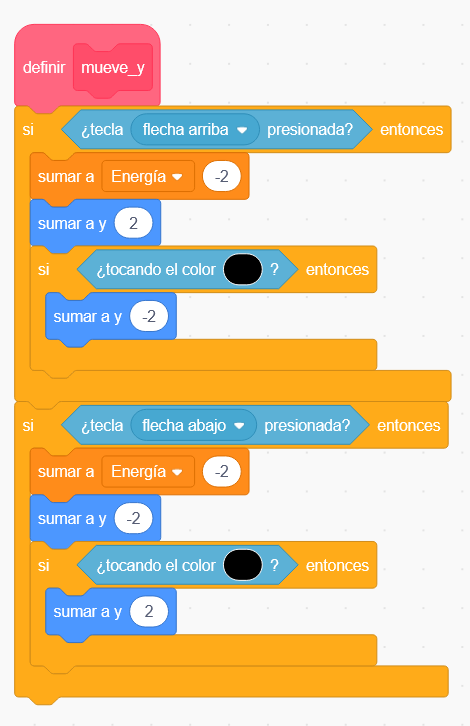 definir mueve_y
si ¿tecla flecha arriba presionada? entonces
sumar a Energía -2
sumar a y 2
si ¿tocando el color ? entonces
sumar a y -2
si ¿tecla flecha abajo presionada? entonces
sumar a Energía -2
sumar a y -2
si ¿tocando el color ? entonces
sumar a y 2